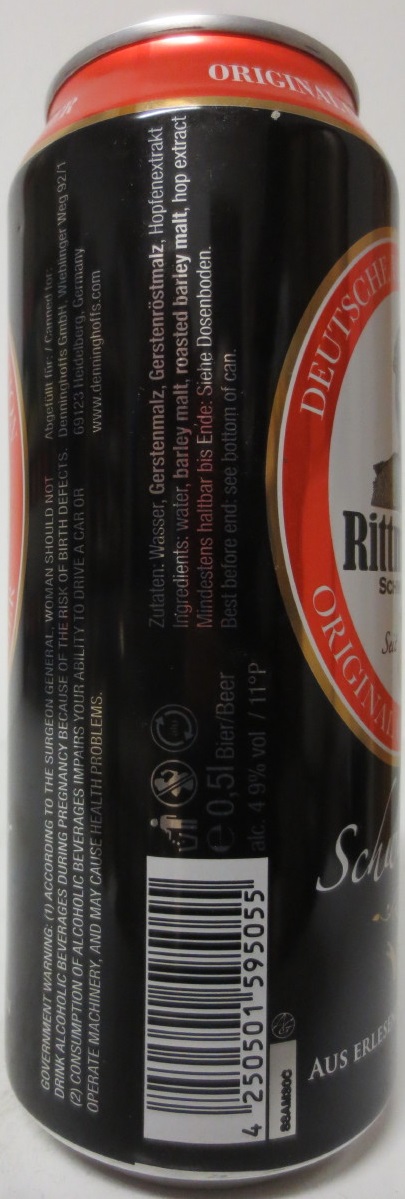 ORIGINAL
GOVERNMENT WARNING: (1) ACCORDING TO THE SURGEON GENERAL, WOMAN SHOULD NOT
DRINK ALCOHOLIC BEVERAGES DURING PREGNANCY BECAUSE OF THE RISK OF BIRTH DEFECTS.
(2) CONSUMPTION OF ALCOHOLIC BEVERAGES IMPAIRS YOUR ABILITY TO DRIVE A CAR OR
OPERATE MACHINERY, AND MAY CAUSE HEALTH PROBLEMS.
Abgefüllt für: / Canned for:
Denninghoffs GmbH, Wieblinger Weg 92/1
69123 Heidelberg, Germany
www.denninghoffs.com
Zutaten: Wasser, Gerstenmalz, Gerstenröstmalz, Hopfenextrakt
Ingredients: water, barley malt, roasted barley malt, hop extract
Mindestens haltbar bis Ende: Siehe Dosenboden.
Best before end: see bottom of can.
e 0,5l Bier/Beer
alc. 4.9% vol / 11°P
4 250501 595055
DEUTSCHE
ORIGINAL
AUS